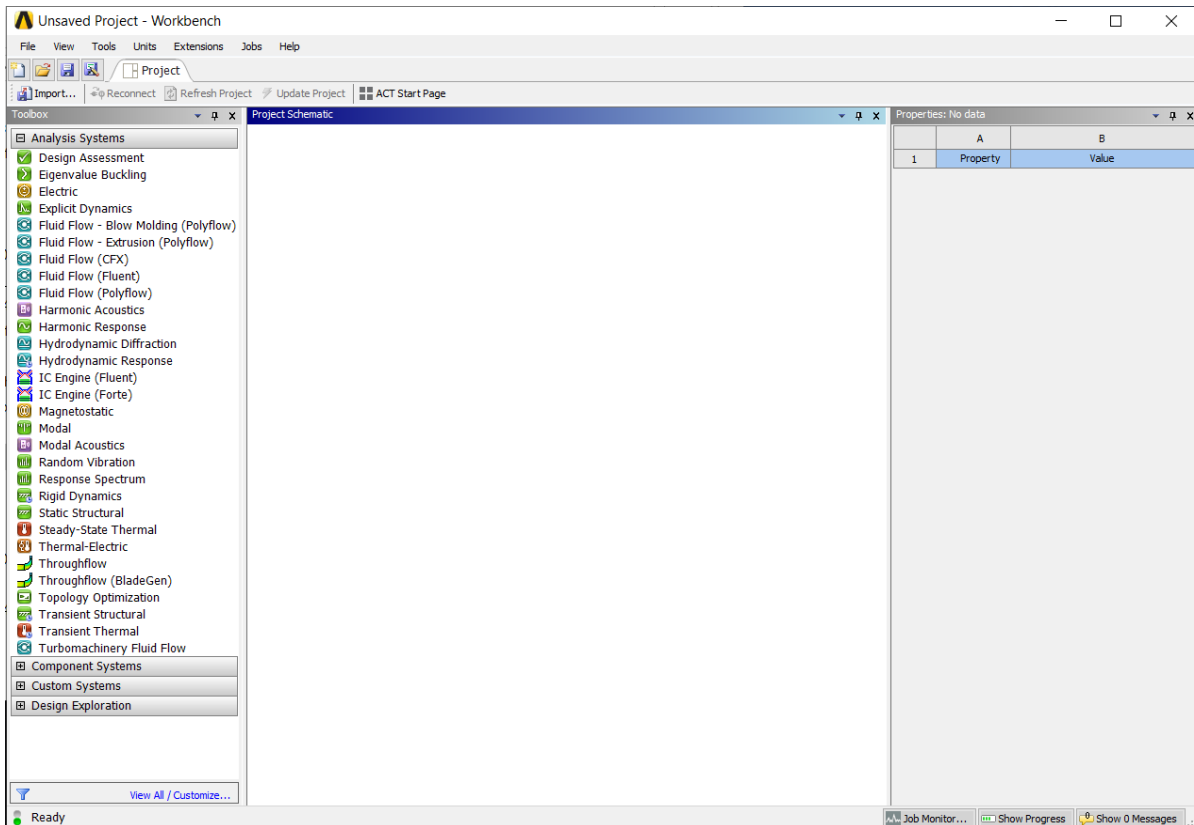 Unsaved Project - Workbench
File View Tools Units Extensions Jobs Help
Project
Import... Reconnect Refresh Project Update Project ACT Start Page
Toolbox
Project Schematic
Properties: No data
Analysis Systems
Design Assessment
Eigenvalue Buckling
Electric
Explicit Dynamics
Fluid Flow - Blow Molding (Polyflow)
Fluid Flow - Extrusion (Polyflow)
Fluid Flow (CFX)
Fluid Flow (Fluent)
Fluid Flow (Polyflow)
Harmonic Acoustics
Harmonic Response
Hydrodynamic Diffraction
Hydrodynamic Response
IC Engine (Fluent)
IC Engine (Forte)
Magnetostatic
Modal
Modal Acoustics
Random Vibration
Response Spectrum
Rigid Dynamics
Static Structural
Steady-State Thermal
Thermal-Electric
Throughflow
Throughflow (BladeGen)
Topology Optimization
Transient Structural
Transient Thermal
Turbomachinery Fluid Flow
Component Systems
Custom Systems
Design Exploration
View All / Customize...
A B
1 Property Value
Ready
Job Monitor... Show Progress Show 0 Messages